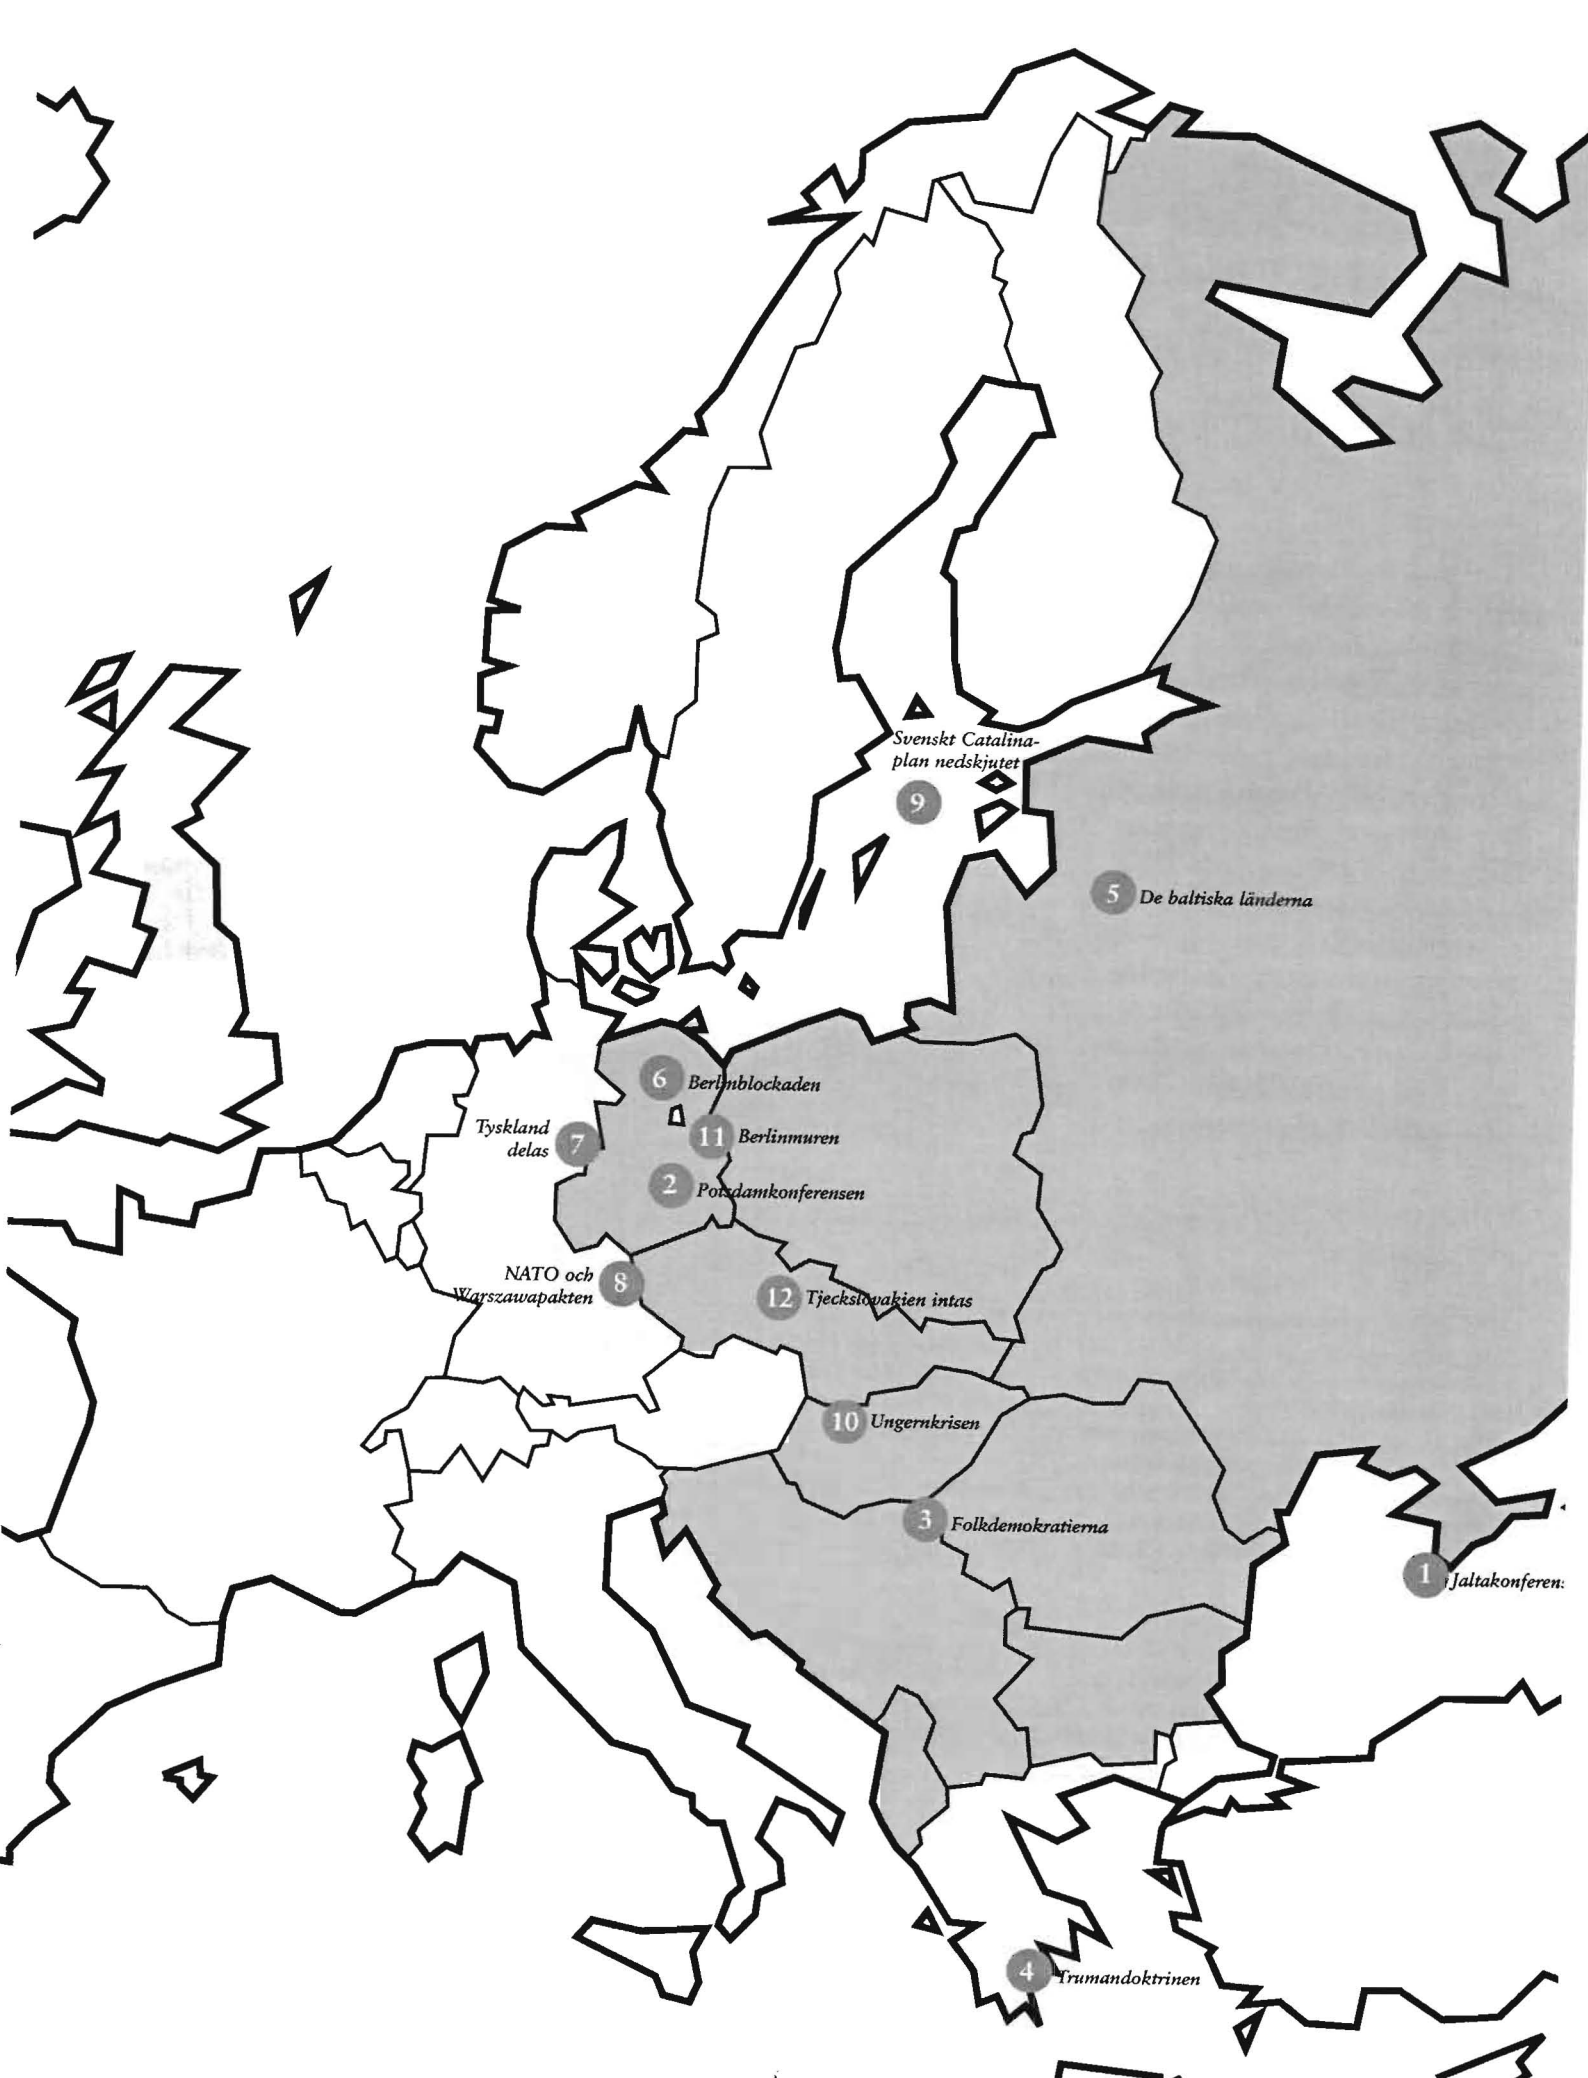 Svenskt Catalina-
plan nedskjutet
9
5 De baltiska länderna
6 Berlinblockaden
Tyskland
delas
7
11 Berlinmuren
2 Potsdamkonferensen
NATO och
Warszawapakten
8
12 Tjeckslovakien intas
10 Ungernkrisen
3 Folkdemokratierna
1 Jaltakonferen
4 Trumandoktrinen